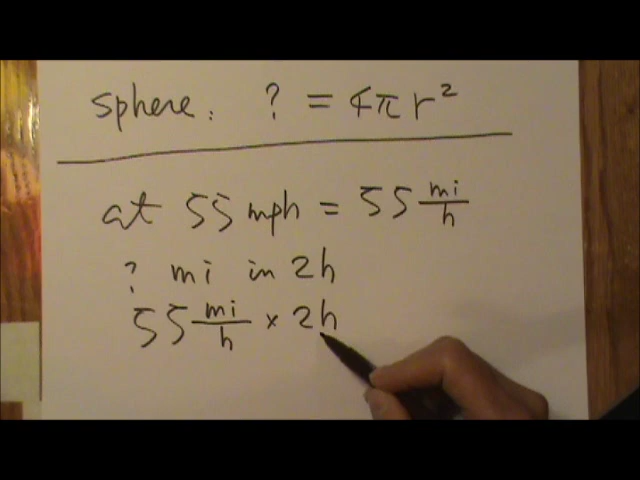 sphere: ? = 4πr²
at 55 mph = 55 mi/h
? mi in 2h
55 mi/h × 2h